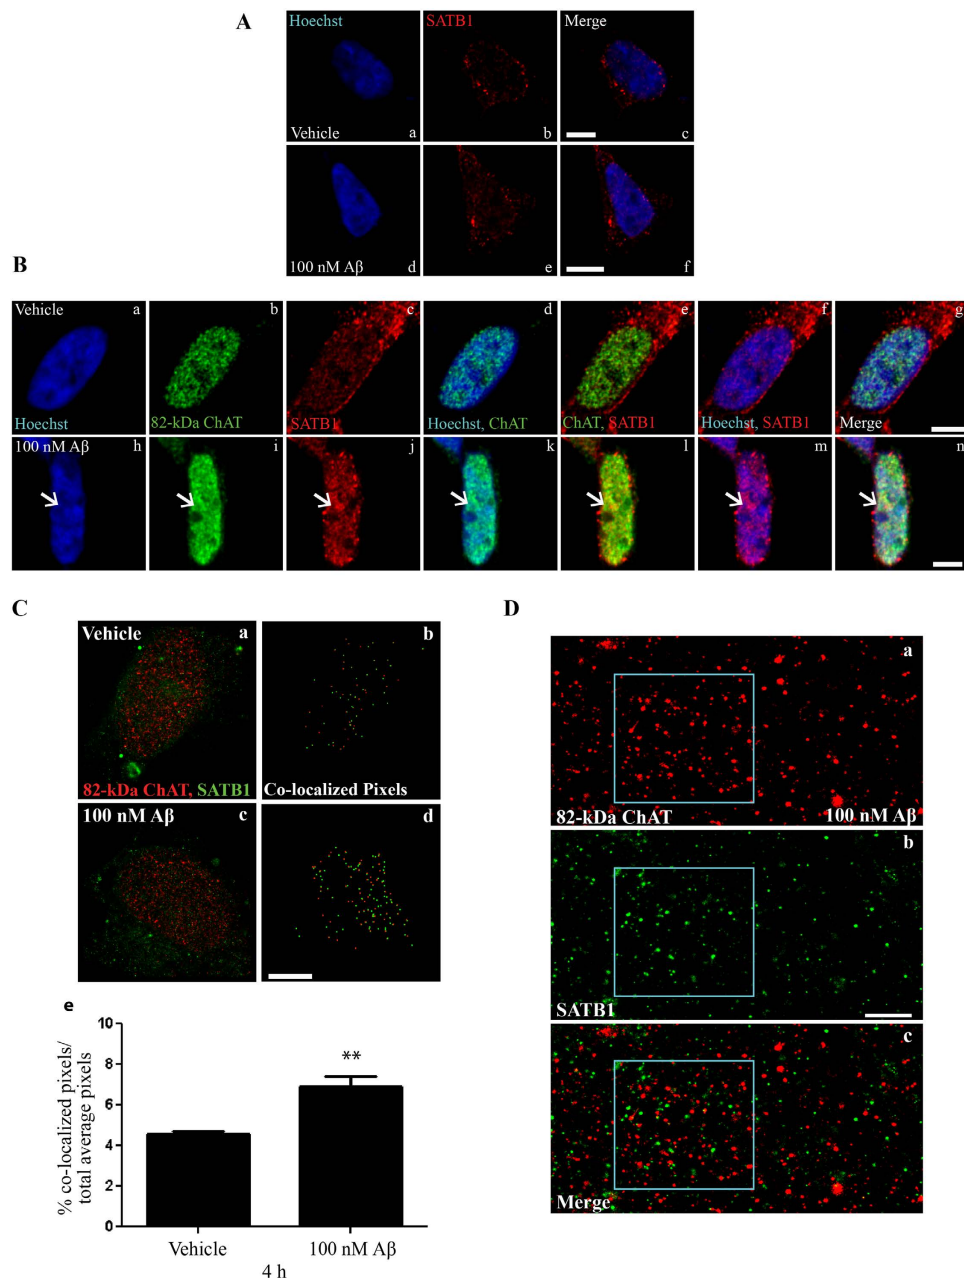 A
Hoechst
SATB1
Merge
Vehicle
a
b
c
100 nM Aβ
d
e
f
B
Vehicle
a
b
c
d
e
f
g
Hoechst
82-kDa ChAT
SATB1
Hoechst, ChAT
ChAT, SATB1
Hoechst, SATB1
Merge
100 nM Aβ
h
i
j
k
l
m
n
C
Vehicle
a
b
82-kDa ChAT, SATB1
Co-localized Pixels
100 nM Aβ
c
d
e
% co-localized pixels/
total average pixels
10
8
6
4
2
0
**
Vehicle
100 nM Aβ
4 h
D
a
82-kDa ChAT
100 nM Aβ
b
SATB1
c
Merge